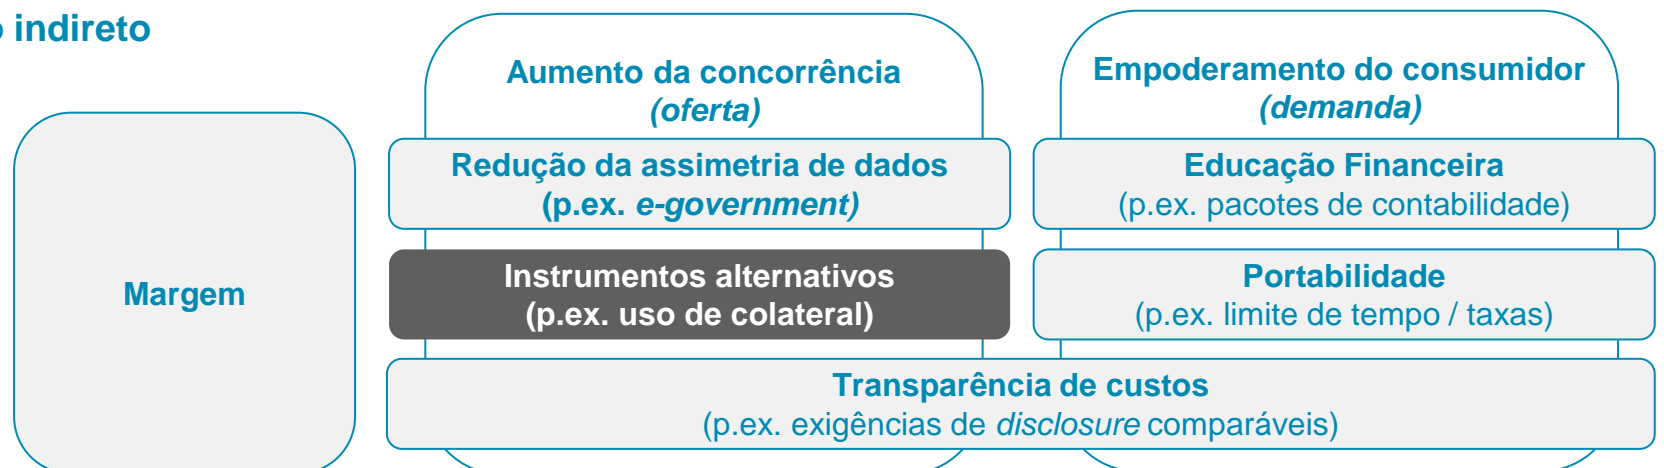 indireto
Aumento da concorrência
(oferta)
Empoderamento do consumidor
(demanda)
Margem
Redução da assimetria de dados
(p.ex. e-government)
Educação Financeira
(p.ex. pacotes de contabilidade)
Instrumentos alternativos
(p.ex. uso de colateral)
Portabilidade
(p.ex. limite de tempo / taxas)
Transparência de custos
(p.ex. exigências de disclosure comparáveis)